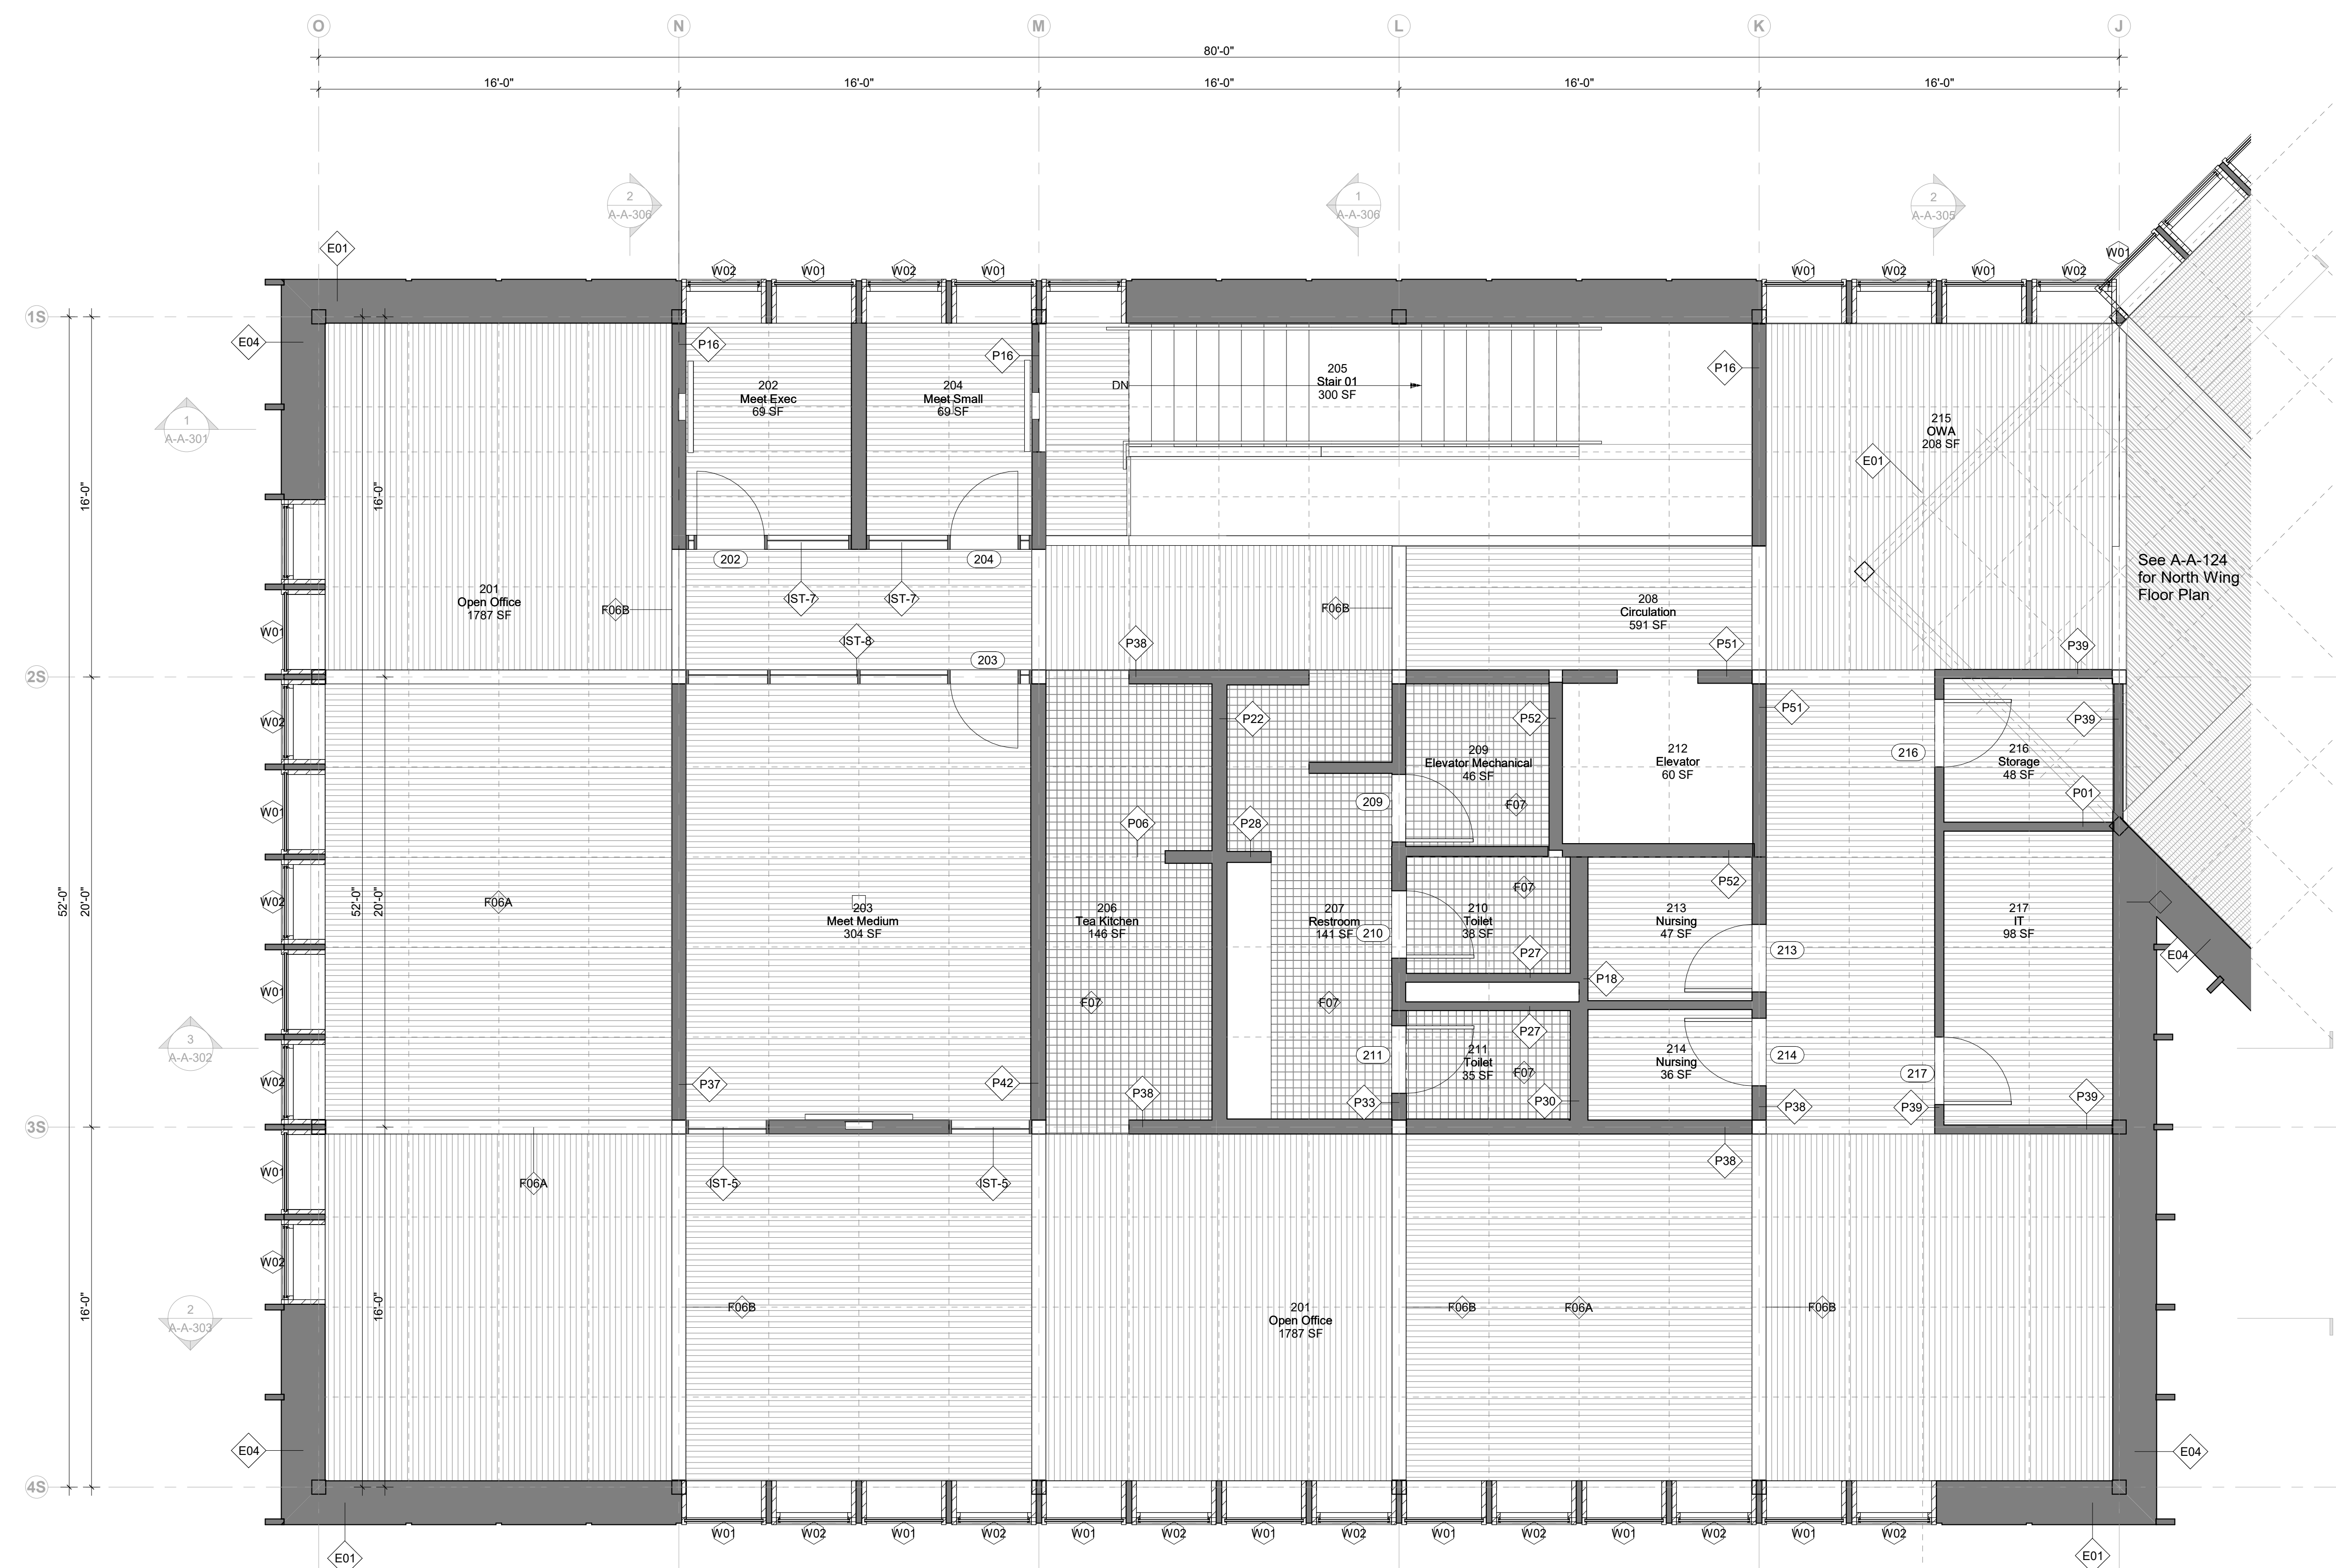 O
N
M
L
K
J
80'-0"
16'-0"
16'-0"
16'-0"
16'-0"
16'-0"
2
A-A-306
1
A-A-306
2
A-A-305
E01
W02
W01
W02
W01
W01
W02
W01
W02
W01
1S
E04
P16
P16
P16
202
Meet Exec
69 SF
204
Meet Small
69 SF
DN
205
Stair 01
300 SF
215
OWA
208 SF
1
A-A-301
E01
16'-0"
16'-0"
202
204
See A-A-124
for North Wing
Floor Plan
201
Open Office
1787 SF
F06B
IST-7
IST-7
F06B
208
Circulation
591 SF
W01
IST-8
203
P38
P51
P39
2S
W02
P22
P52
P51
P39
209
Elevator Mechanical
46 SF
212
Elevator
60 SF
216
216
Storage
48 SF
W01
209
F07
P01
P06
P28
52'-0"
20'-0"
52'-0"
20'-0"
W02
F06A
203
Meet Medium
304 SF
206
Tea Kitchen
146 SF
207
Restroom
141 SF
210
F07
210
Toilet
38 SF
P52
213
Nursing
47 SF
217
IT
98 SF
P27
213
E04
W01
F07
F07
P18
3
A-A-302
W02
P37
P42
P38
211
P33
P27
211
Toilet
35 SF
F07
P30
214
Nursing
36 SF
214
P38
217
P39
P39
3S
W01
F06A
IST-5
IST-5
P38
W02
2
A-A-303
16'-0"
16'-0"
F06B
201
Open Office
1787 SF
F06B
F06A
F06B
E04
E04
4S
W01
W02
W01
W02
W01
W02
W01
W02
W01
W02
W01
W02
W01
W02
E01
E01